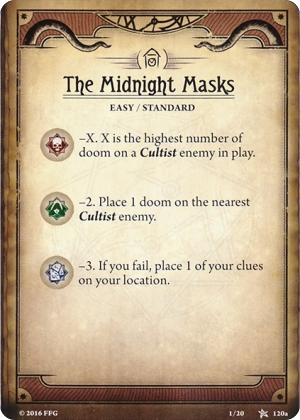 The Midnight Masks
EASY / STANDARD
–X. X is the highest number of
doom on a Cultist enemy in play.
–2. Place 1 doom on the nearest
Cultist enemy.
–3. If you fail, place 1 of your clues
on your location.
© 2016 FFG 1/20 120a